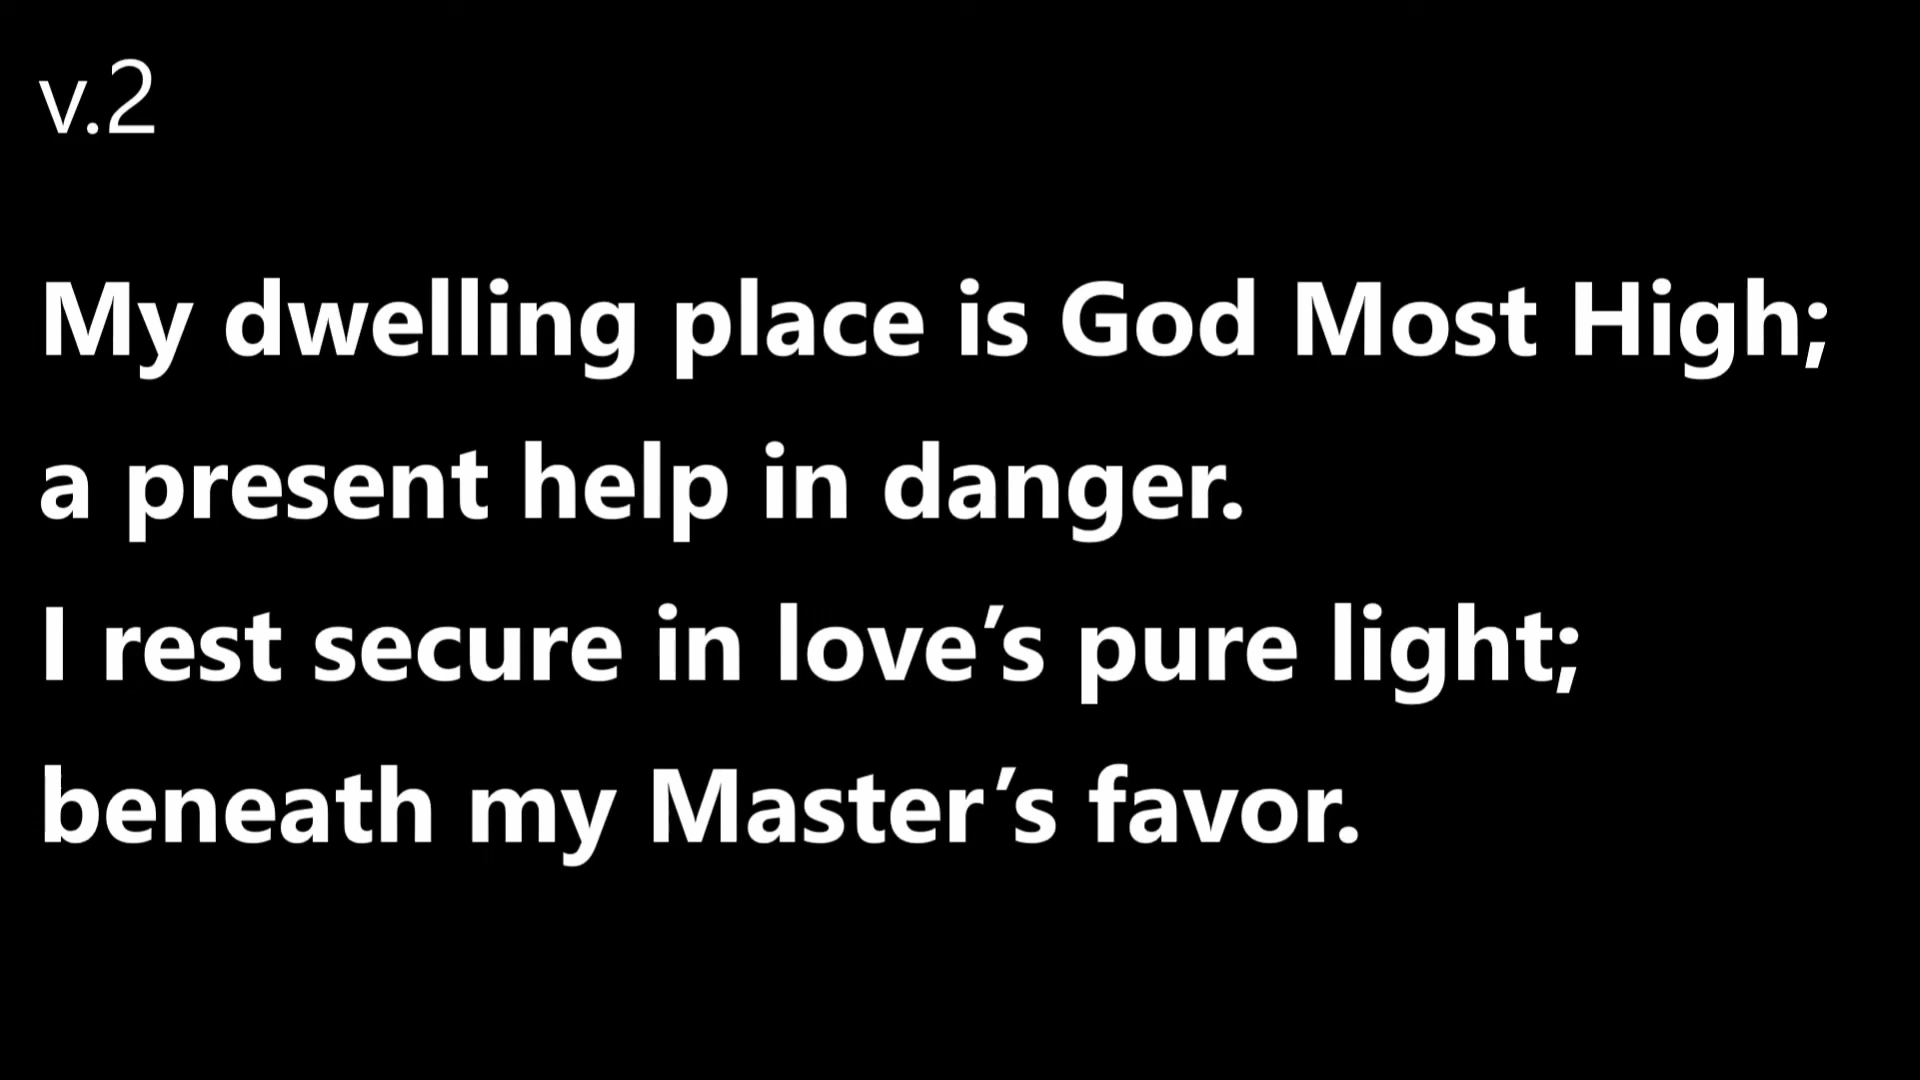 v.2
My dwelling place is God Most High;
a present help in danger.
I rest secure in love’s pure light;
beneath my Master’s favor.